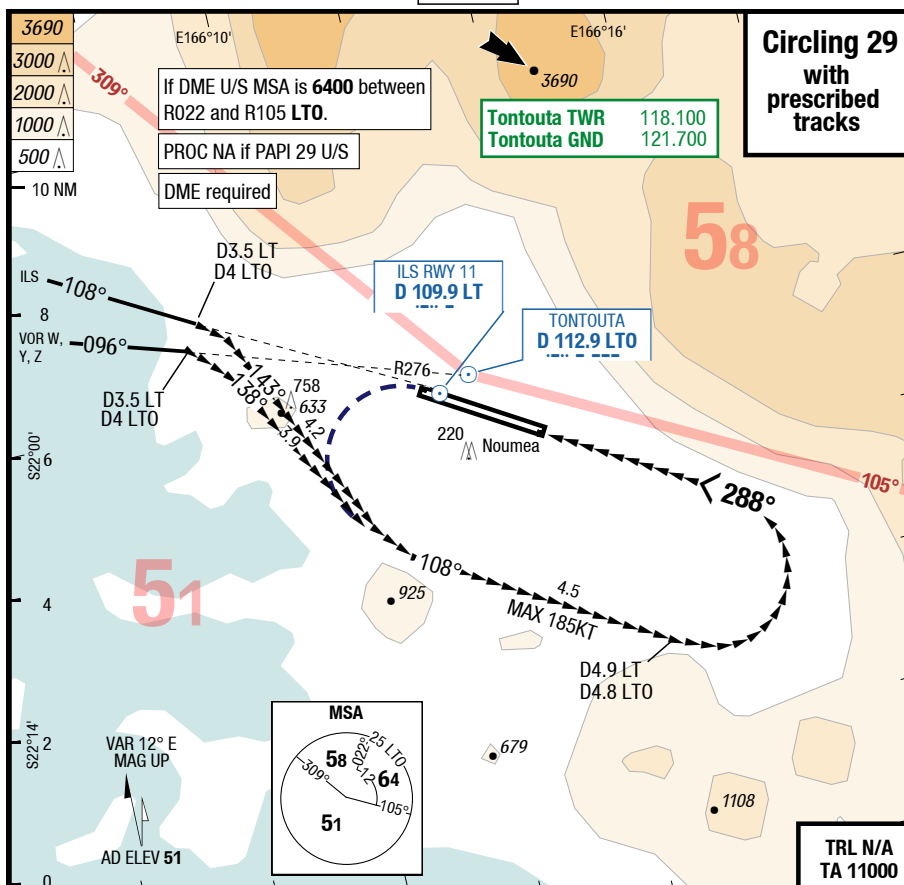 3690
3000
2000
1000
500
10 NM
8
6
4
2
0
E166°10'
E166°16'
309°
3690
Circling 29
with
prescribed
tracks
If DME U/S MSA is 6400 between
R022 and R105 LTO.
PROC NA if PAPI 29 U/S
DME required
Tontouta TWR 118.100
Tontouta GND 121.700
58
D3.5 LT
D4 LTO
ILS
108°
VOR W,
Y, Z
096°
D3.5 LT
D4 LTO
ILS RWY 11
D 109.9 LT
TONTOUTA
D 112.9 LTO
R276
143°
138°
4.2
3.9
758
633
220
Noumea
105°
288°
S22°00'
51
108°
4.5
MAX 185KT
925
D4.9 LT
D4.8 LTO
S22°14'
679
1108
VAR 12° E
MAG UP
AD ELEV 51
MSA
25 LTO
022°
12
58
64
309°
105°
51
TRL N/A
TA 11000